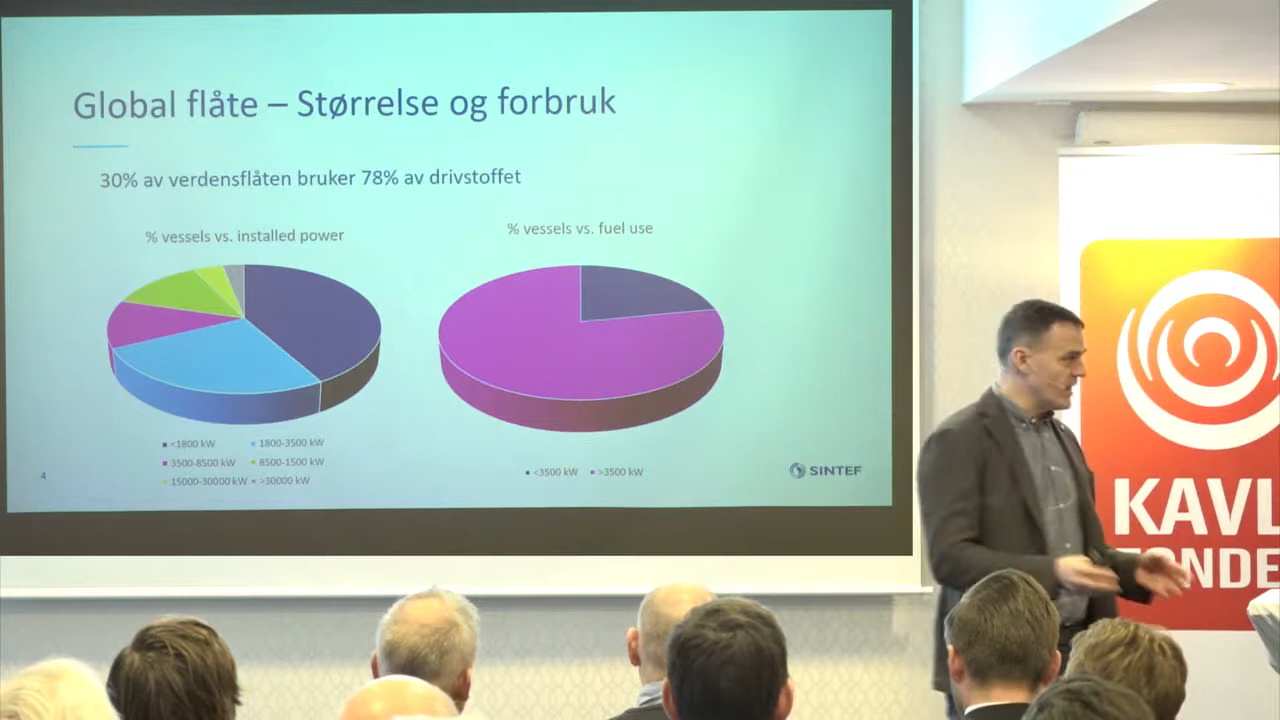 Global flåte – Størrelse og forbruk
30% av verdensflåten bruker 78% av drivstoffet
% vessels vs. installed power
% vessels vs. fuel use
<1800 kW
1800-3500 kW
3500-8500 kW
8500-1500 kW
15000-30000 kW
>30000 kW
<3500 kW
>3500 kW
4
SINTEF
KAVL
FONDE